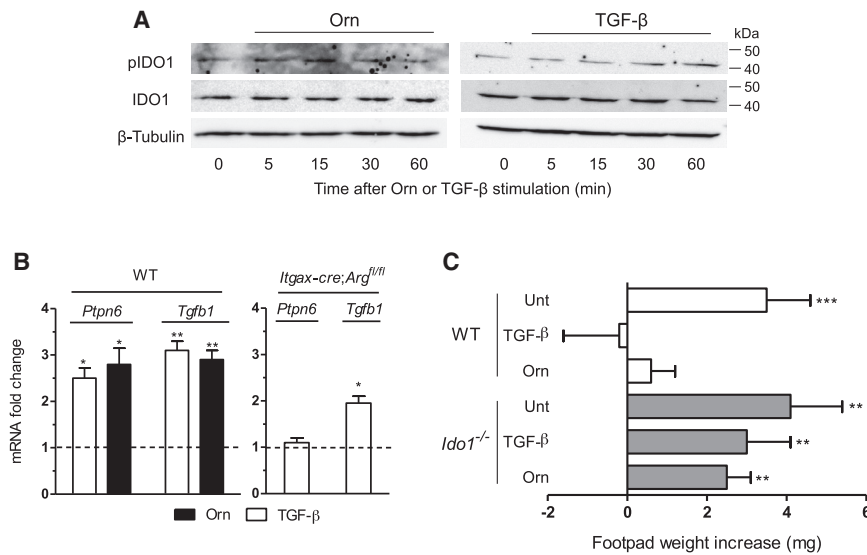 A
Orn
TGF-β
kDa
pIDO1
50
40
IDO1
50
40
β-Tubulin
0 5 15 30 60 0 5 15 30 60
Time after Orn or TGF-β stimulation (min)
B
WT
Itgax-cre;Arg^fl/fl
Ptpn6 Tgfb1 Ptpn6 Tgfb1
mRNA fold change
4
3
2
1
0
* * ** **
4
3
2
1
0
*
Orn TGF-β
C
WT
Unt ***
TGF-β
Orn
Ido1-/-
Unt **
TGF-β **
Orn **
-2 0 2 4 6
Footpad weight increase (mg)